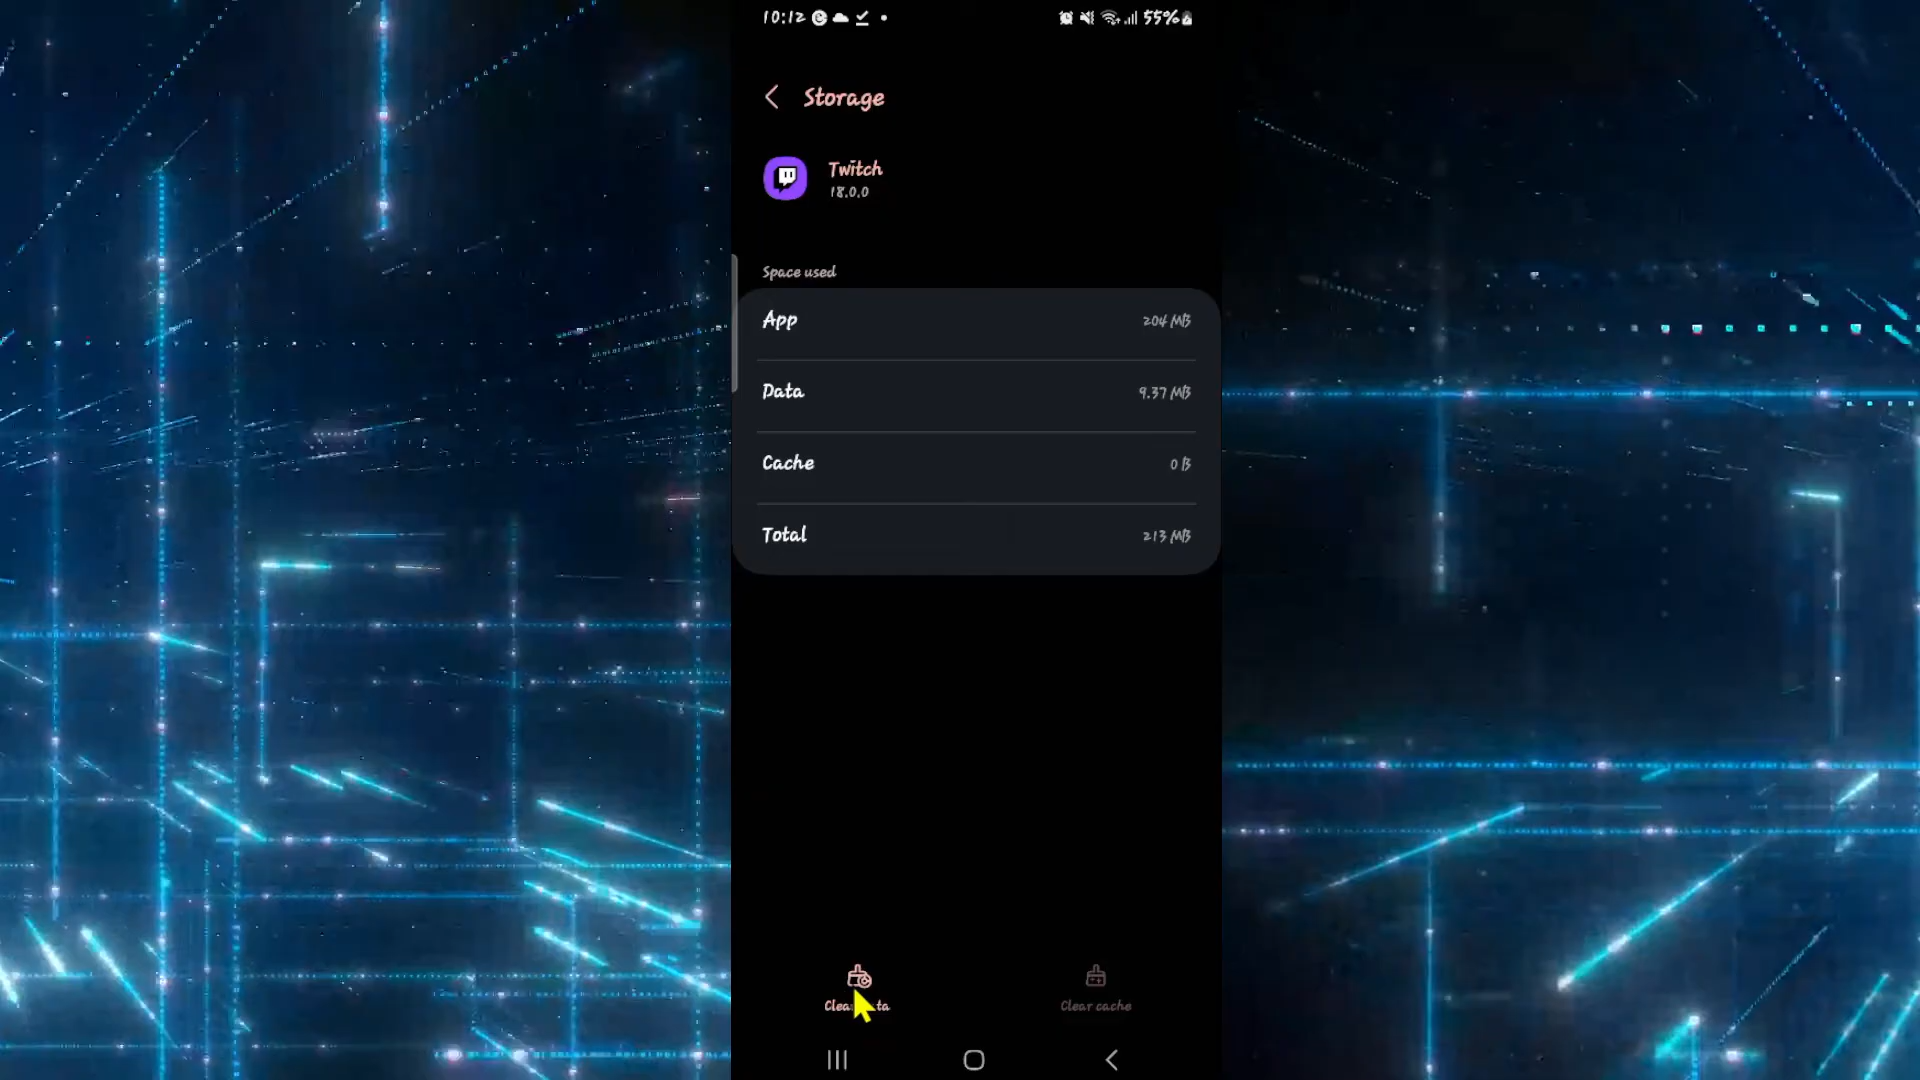 10:12
55%
Storage
Twitch
18.0.0
Space used
App 204 MB
Data 9.37 MB
Cache 0 B
Total 213 MB
Clear cache